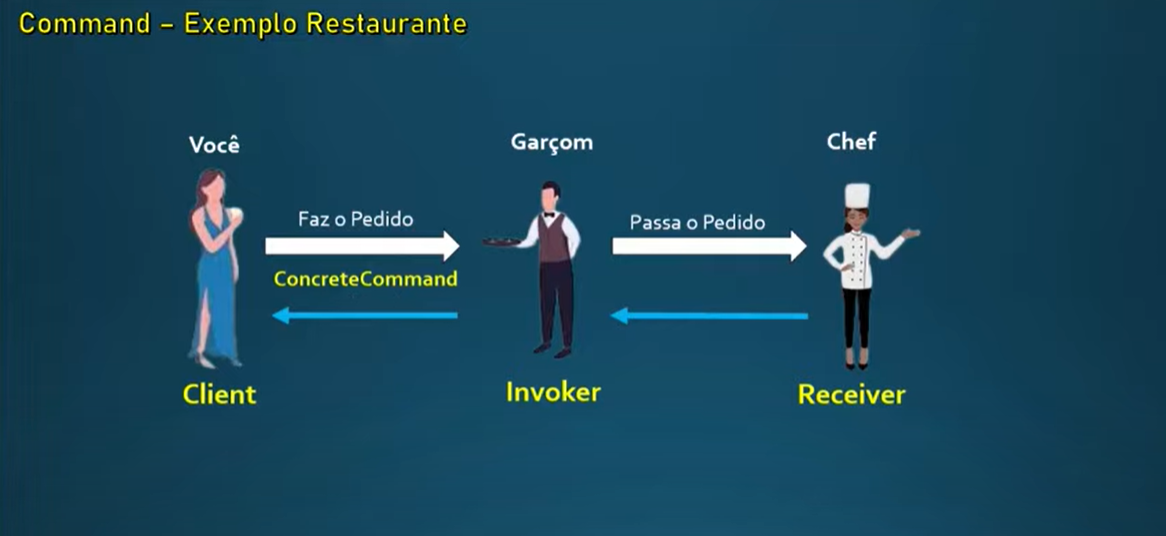 Command – Exemplo Restaurante
Você
Garçom
Chef
Faz o Pedido
Passa o Pedido
ConcreteCommand
Client
Invoker
Receiver